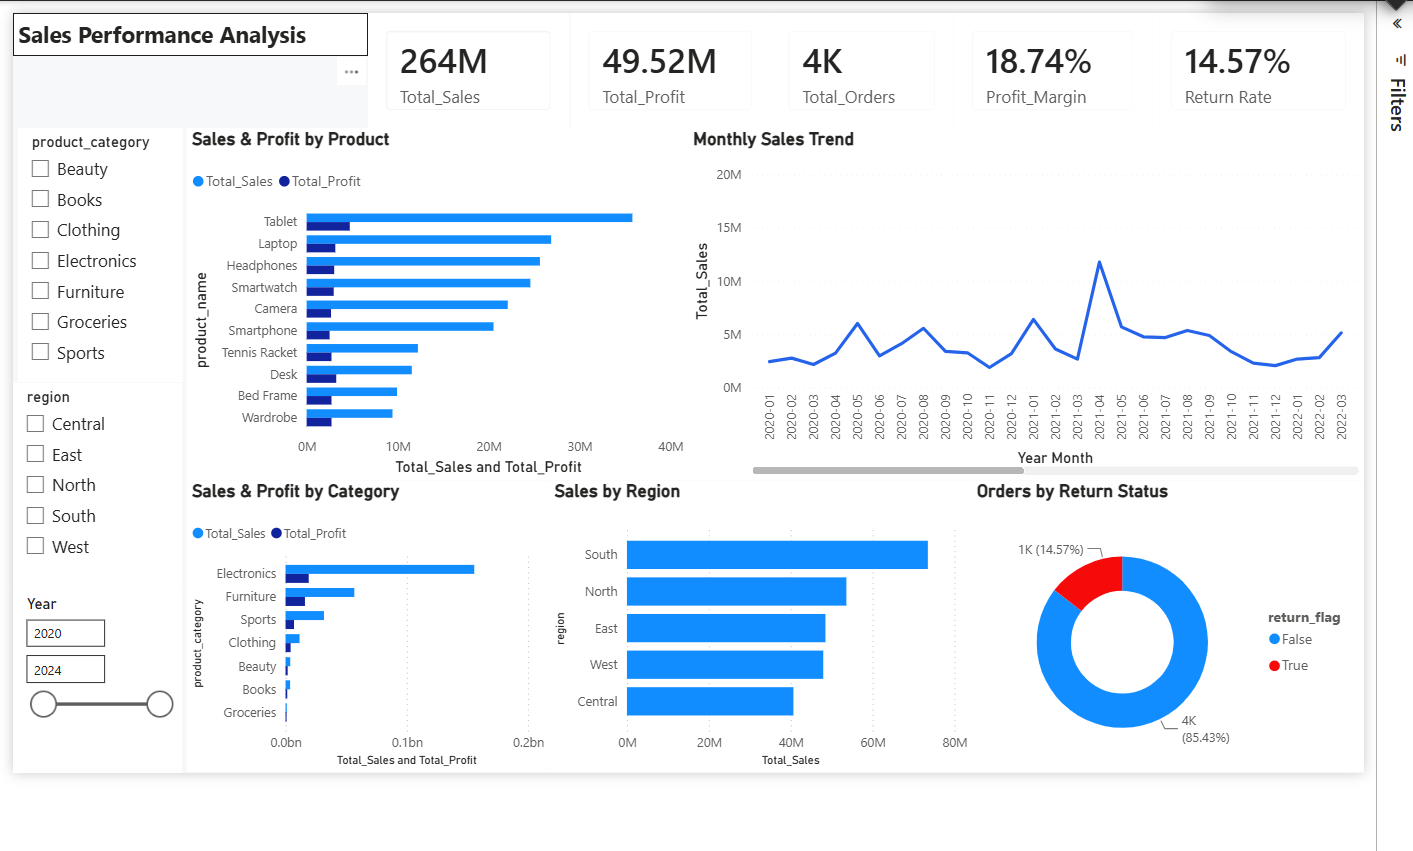 Sales Performance Analysis
264M
Total_Sales
49.52M
Total_Profit
4K
Total_Orders
18.74%
Profit_Margin
14.57%
Return Rate
Filters
product_category
Beauty
Books
Clothing
Electronics
Furniture
Groceries
Sports
region
Central
East
North
South
West
Year
2020
2024
Sales & Profit by Product
Total_Sales Total_Profit
product_name
Tablet
Laptop
Headphones
Smartwatch
Camera
Smartphone
Tennis Racket
Desk
Bed Frame
Wardrobe
0M 10M 20M 30M 40M
Total_Sales and Total_Profit
Monthly Sales Trend
Total_Sales
20M
15M
10M
5M
0M
2020-01
2020-02
2020-03
2020-04
2020-05
2020-06
2020-07
2020-08
2020-09
2020-10
2020-11
2020-12
2021-01
2021-02
2021-03
2021-04
2021-05
2021-06
2021-07
2021-08
2021-09
2021-10
2021-11
2021-12
2022-01
2022-02
2022-03
Year Month
Sales & Profit by Category
Total_Sales Total_Profit
product_category
Electronics
Furniture
Sports
Clothing
Beauty
Books
Groceries
0.0bn 0.1bn 0.2bn
Total_Sales and Total_Profit
Sales by Region
region
South
North
East
West
Central
0M 20M 40M 60M 80M
Total_Sales
Orders by Return Status
1K (14.57%)
4K
(85.43%)
return_flag
False
True